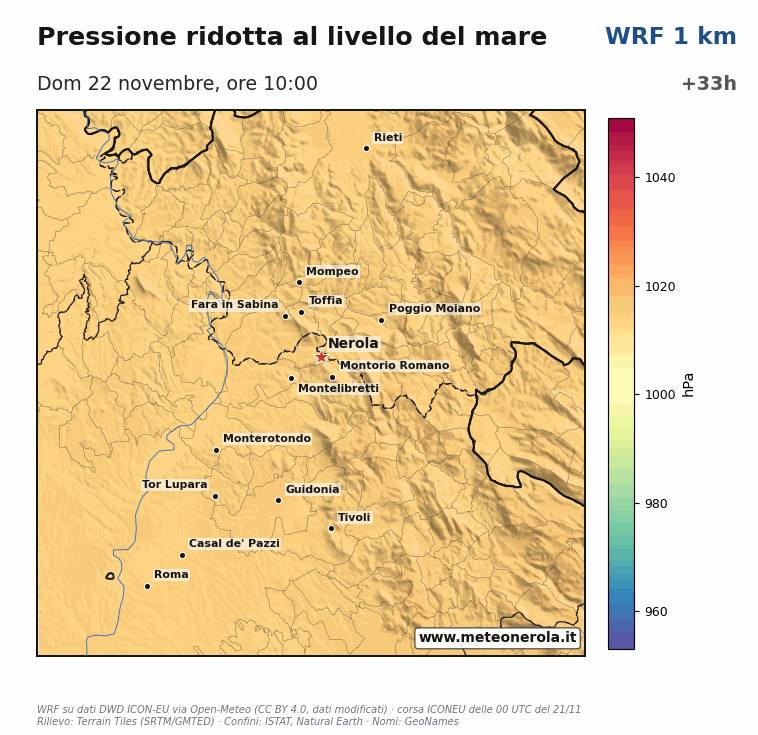 Pressione ridotta al livello del mare
WRF 1 km
Dom 22 novembre, ore 10:00
+33h
Rieti
Mompeo
Toffia
Fara in Sabina
Poggio Moiano
Nerola
Montorio Romano
Montelibretti
Monterotondo
Tor Lupara
Guidonia
Tivoli
Casal de' Pazzi
Roma
www.meteonerola.it
1040
1020
1000
980
960
hPa
WRF su dati DWD ICON-EU via Open-Meteo (CC BY 4.0, dati modificati) · corsa ICONEU delle 00 UTC del 21/11
Rilievo: Terrain Tiles (SRTM/GMTED) · Confini: ISTAT, Natural Earth · Nomi: GeoNames